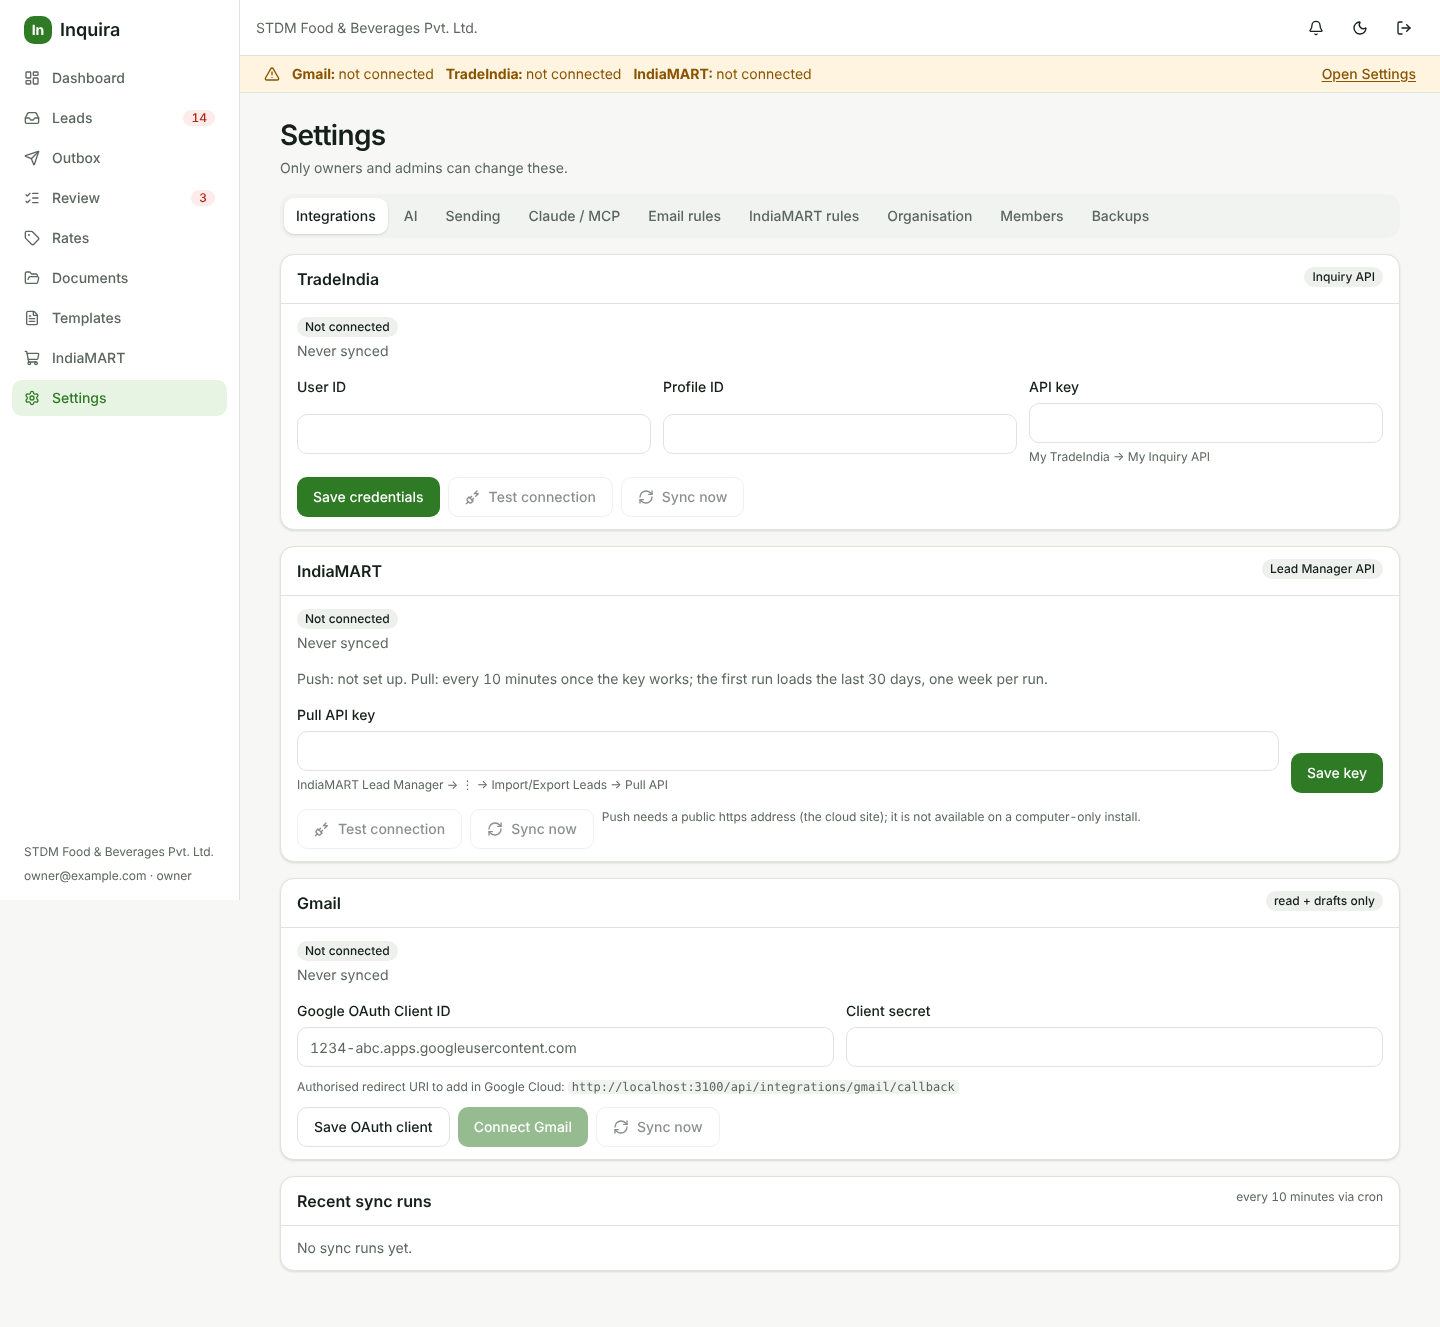 In Inquira
Dashboard
Leads 14
Outbox
Review 3
Rates
Documents
Templates
IndiaMART
Settings
STDM Food & Beverages Pvt. Ltd.
owner@example.com · owner
STDM Food & Beverages Pvt. Ltd.
Gmail: not connected TradeIndia: not connected IndiaMART: not connected Open Settings
Settings
Only owners and admins can change these.
Integrations AI Sending Claude / MCP Email rules IndiaMART rules Organisation Members Backups
TradeIndia Inquiry API
Not connected
Never synced
User ID Profile ID API key
My TradeIndia → My Inquiry API
Save credentials Test connection Sync now
IndiaMART Lead Manager API
Not connected
Never synced
Push: not set up. Pull: every 10 minutes once the key works; the first run loads the last 30 days, one week per run.
Pull API key
Save key
IndiaMART Lead Manager → ⋮ → Import/Export Leads → Pull API
Test connection Sync now Push needs a public https address (the cloud site); it is not available on a computer-only install.
Gmail read + drafts only
Not connected
Never synced
Google OAuth Client ID Client secret
1234-abc.apps.googleusercontent.com
Authorised redirect URI to add in Google Cloud: http://localhost:3100/api/integrations/gmail/callback
Save OAuth client Connect Gmail Sync now
Recent sync runs every 10 minutes via cron
No sync runs yet.